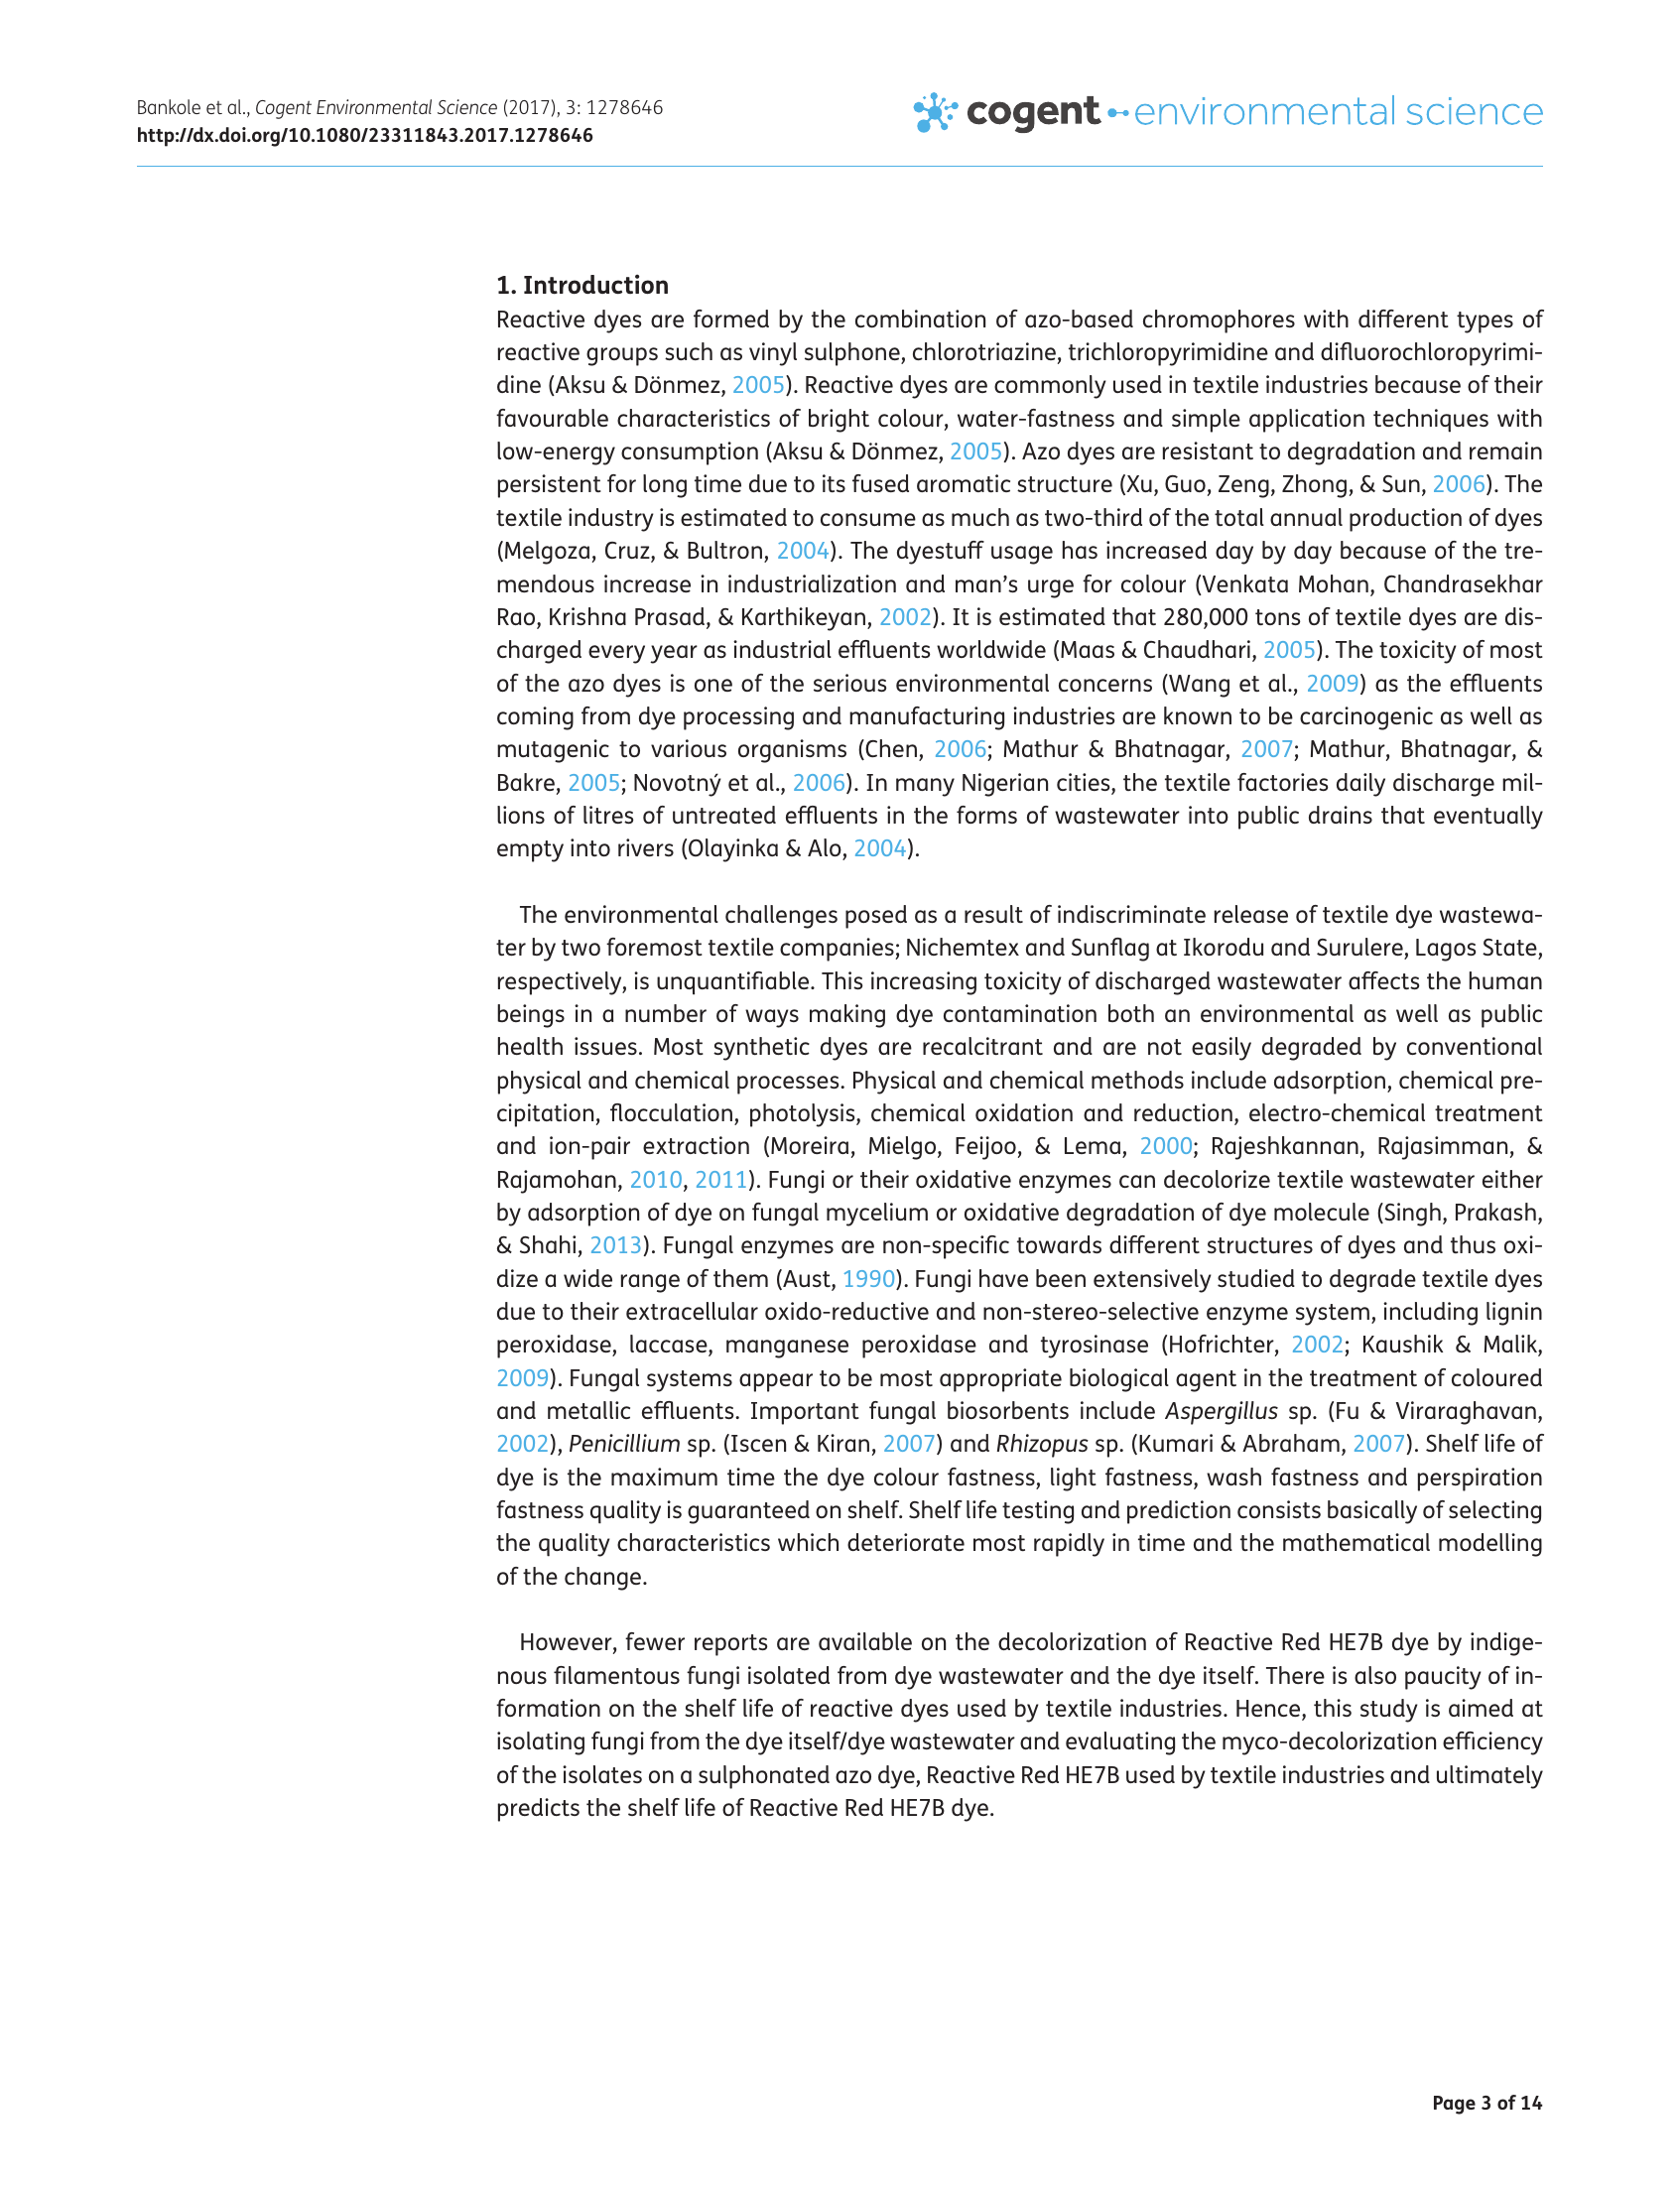 Bankole et al., Cogent Environmental Science (2017), 3: 1278646
http://dx.doi.org/10.1080/23311843.2017.1278646
cogent environmental science
1. Introduction
Reactive dyes are formed by the combination of azo-based chromophores with different types of
reactive groups such as vinyl sulphone, chlorotriazine, trichloropyrimidine and difluorochloropyrimi-
dine (Aksu & Dönmez, 2005). Reactive dyes are commonly used in textile industries because of their
favourable characteristics of bright colour, water-fastness and simple application techniques with
low-energy consumption (Aksu & Dönmez, 2005). Azo dyes are resistant to degradation and remain
persistent for long time due to its fused aromatic structure (Xu, Guo, Zeng, Zhong, & Sun, 2006). The
textile industry is estimated to consume as much as two-third of the total annual production of dyes
(Melgoza, Cruz, & Bultron, 2004). The dyestuff usage has increased day by day because of the tre-
mendous increase in industrialization and man's urge for colour (Venkata Mohan, Chandrasekhar
Rao, Krishna Prasad, & Karthikeyan, 2002). It is estimated that 280,000 tons of textile dyes are dis-
charged every year as industrial effluents worldwide (Maas & Chaudhari, 2005). The toxicity of most
of the azo dyes is one of the serious environmental concerns (Wang et al., 2009) as the effluents
coming from dye processing and manufacturing industries are known to be carcinogenic as well as
mutagenic to various organisms (Chen, 2006; Mathur & Bhatnagar, 2007; Mathur, Bhatnagar, &
Bakre, 2005; Novotný et al., 2006). In many Nigerian cities, the textile factories daily discharge mil-
lions of litres of untreated effluents in the forms of wastewater into public drains that eventually
empty into rivers (Olayinka & Alo, 2004).
The environmental challenges posed as a result of indiscriminate release of textile dye wastewa-
ter by two foremost textile companies; Nichemtex and Sunflag at Ikorodu and Surulere, Lagos State,
respectively, is unquantifiable. This increasing toxicity of discharged wastewater affects the human
beings in a number of ways making dye contamination both an environmental as well as public
health issues. Most synthetic dyes are recalcitrant and are not easily degraded by conventional
physical and chemical processes. Physical and chemical methods include adsorption, chemical pre-
cipitation, flocculation, photolysis, chemical oxidation and reduction, electro-chemical treatment
and ion-pair extraction (Moreira, Mielgo, Feijoo, & Lema, 2000; Rajeshkannan, Rajasimman, &
Rajamohan, 2010, 2011). Fungi or their oxidative enzymes can decolorize textile wastewater either
by adsorption of dye on fungal mycelium or oxidative degradation of dye molecule (Singh, Prakash,
& Shahi, 2013). Fungal enzymes are non-specific towards different structures of dyes and thus oxi-
dize a wide range of them (Aust, 1990). Fungi have been extensively studied to degrade textile dyes
due to their extracellular oxido-reductive and non-stereo-selective enzyme system, including lignin
peroxidase, laccase, manganese peroxidase and tyrosinase (Hofrichter, 2002; Kaushik & Malik,
2009). Fungal systems appear to be most appropriate biological agent in the treatment of coloured
and metallic effluents. Important fungal biosorbents include Aspergillus sp. (Fu & Viraraghavan,
2002), Penicillium sp. (Iscen & Kiran, 2007) and Rhizopus sp. (Kumari & Abraham, 2007). Shelf life of
dye is the maximum time the dye colour fastness, light fastness, wash fastness and perspiration
fastness quality is guaranteed on shelf. Shelf life testing and prediction consists basically of selecting
the quality characteristics which deteriorate most rapidly in time and the mathematical modelling
of the change.
However, fewer reports are available on the decolorization of Reactive Red HE7B dye by indige-
nous filamentous fungi isolated from dye wastewater and the dye itself. There is also paucity of in-
formation on the shelf life of reactive dyes used by textile industries. Hence, this study is aimed at
isolating fungi from the dye itself/dye wastewater and evaluating the myco-decolorization efficiency
of the isolates on a sulphonated azo dye, Reactive Red HE7B used by textile industries and ultimately
predicts the shelf life of Reactive Red HE7B dye.
Page 3 of 14